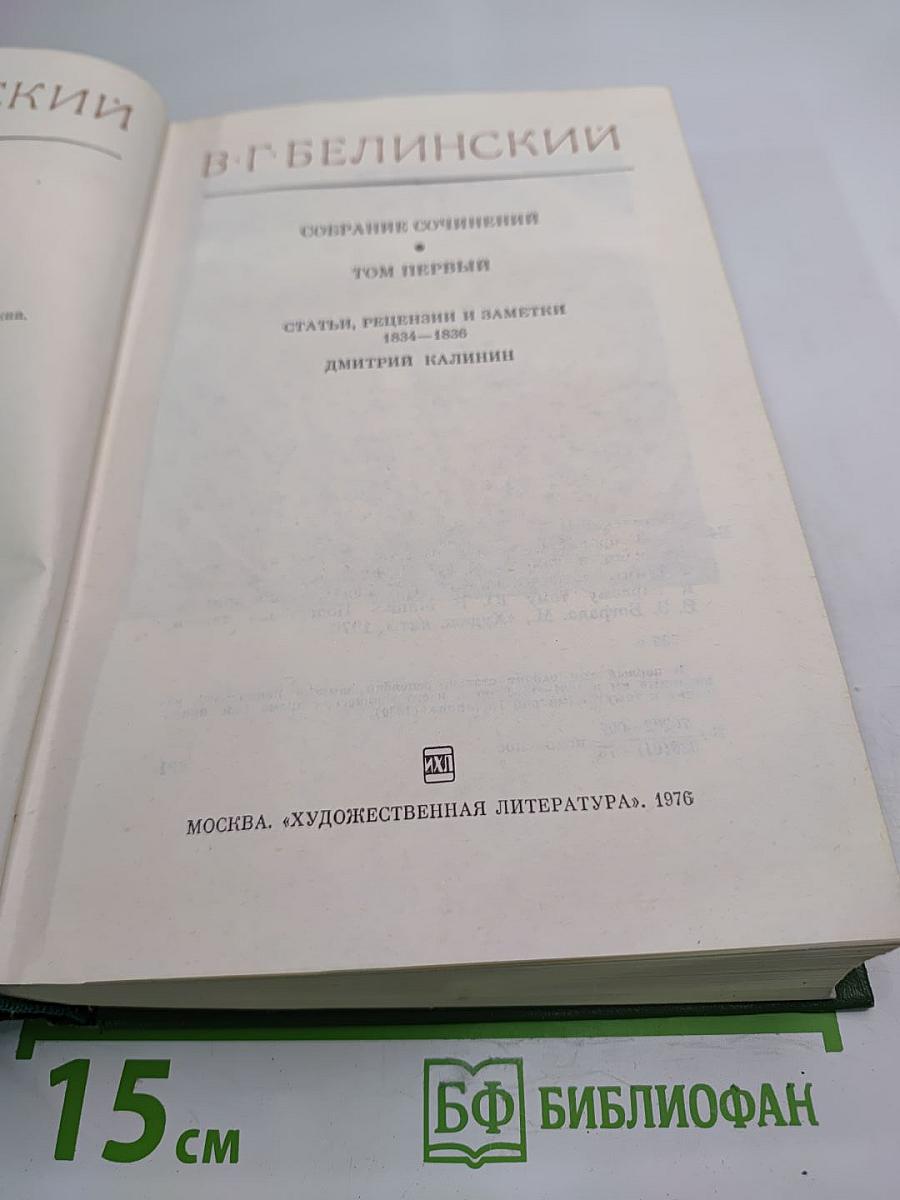 СКИЙ
В·Г·БЕЛИНСКИЙ
СОБРАНИЕ СОЧИНЕНИЙ
ТОМ ПЕРВЫЙ
СТАТЬИ, РЕЦЕНЗИИ И ЗАМЕТКИ
1834—1836
ДМИТРИЙ КАЛИНИН
ИХЛ
МОСКВА. «ХУДОЖЕСТВЕННАЯ ЛИТЕРАТУРА». 1976
15 см
БФ БИБЛИОФАН